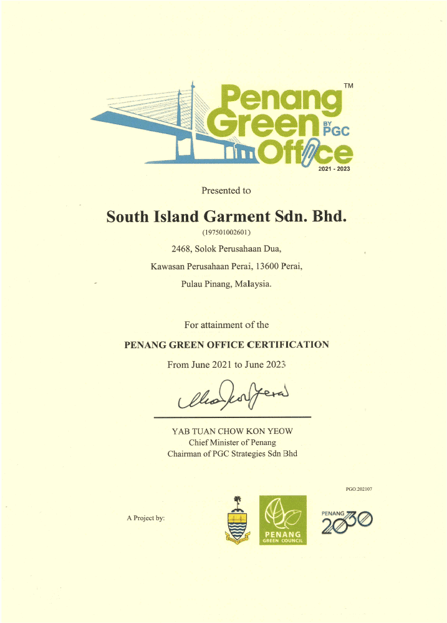 Penang™
Green BY PGC
Office
2021 - 2023
Presented to
South Island Garment Sdn. Bhd.
(197501002601)
2468, Solok Perusahaan Dua,
Kawasan Perusahaan Perai, 13600 Perai,
Pulau Pinang, Malaysia.
For attainment of the
PENANG GREEN OFFICE CERTIFICATION
From June 2021 to June 2023
YAB TUAN CHOW KON YEOW
Chief Minister of Penang
Chairman of PGC Strategies Sdn Bhd
PGO 202107
A Project by:
PENANG
GREEN COUNCIL
PENANG
2030